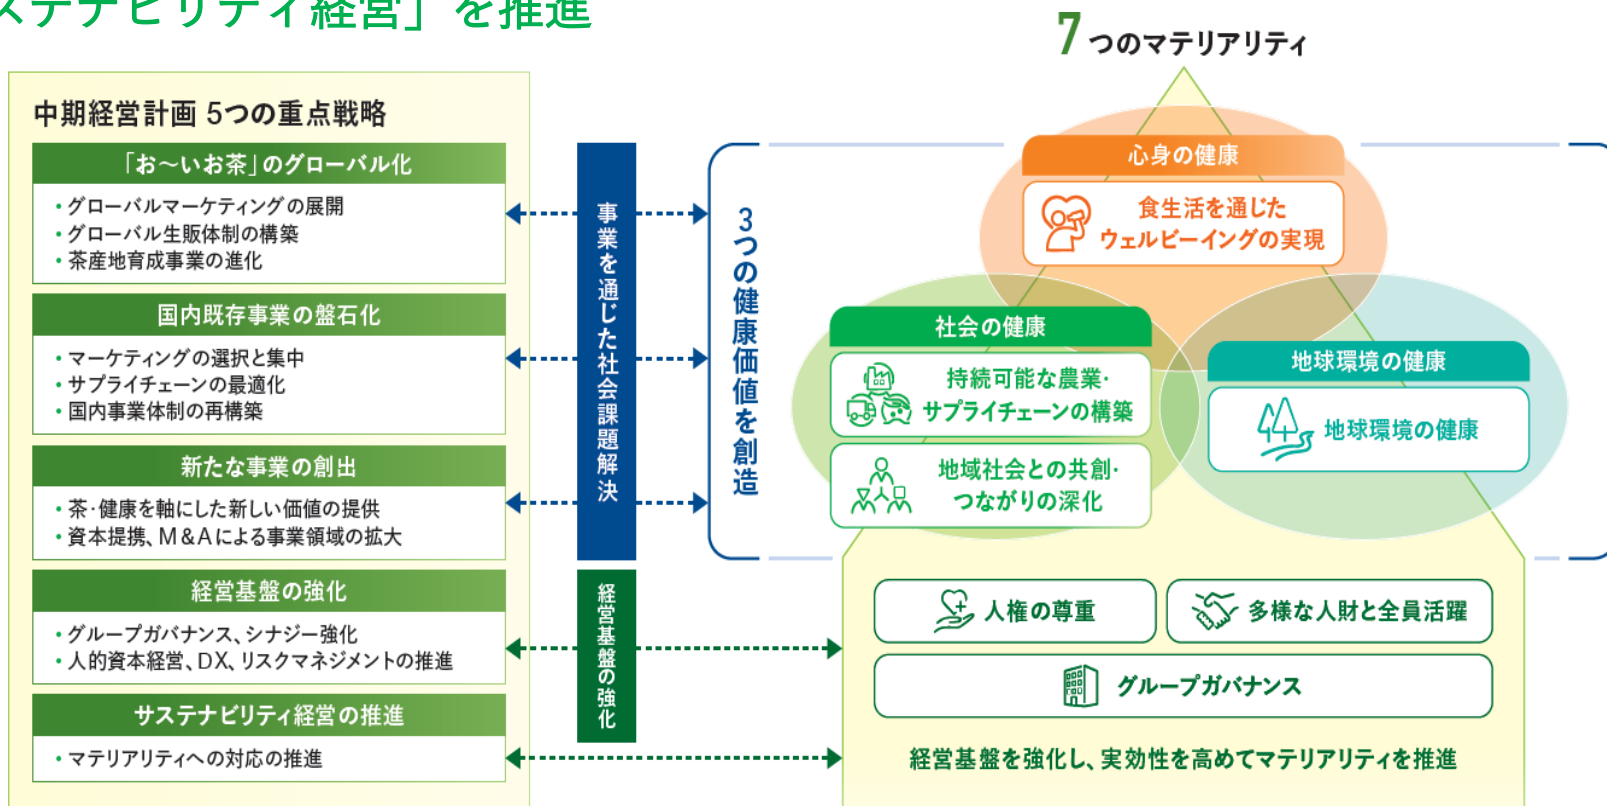 ステナビリティ経営」を推進
中期経営計画 5つの重点戦略
「お～いお茶」のグローバル化
・グローバルマーケティングの展開
・グローバル生販体制の構築
・茶産地育成事業の進化
国内既存事業の盤石化
・マーケティングの選択と集中
・サプライチェーンの最適化
・国内事業体制の再構築
新たな事業の創出
・茶・健康を軸にした新しい価値の提供
・資本提携、M&Aによる事業領域の拡大
経営基盤の強化
・グループガバナンス、シナジー強化
・人的資本経営、DX、リスクマネジメントの推進
サステナビリティ経営の推進
・マテリアリティへの対応の推進
事業を通じた社会課題解決
経営基盤の強化
3つの健康価値を創造
7つのマテリアリティ
心身の健康
食生活を通じた
ウェルビーイングの実現
社会の健康
持続可能な農業・
サプライチェーンの構築
地域社会との共創・
つながりの深化
地球環境の健康
地球環境の健康
人権の尊重
多様な人財と全員活躍
グループガバナンス
経営基盤を強化し、実効性を高めてマテリアリティを推進